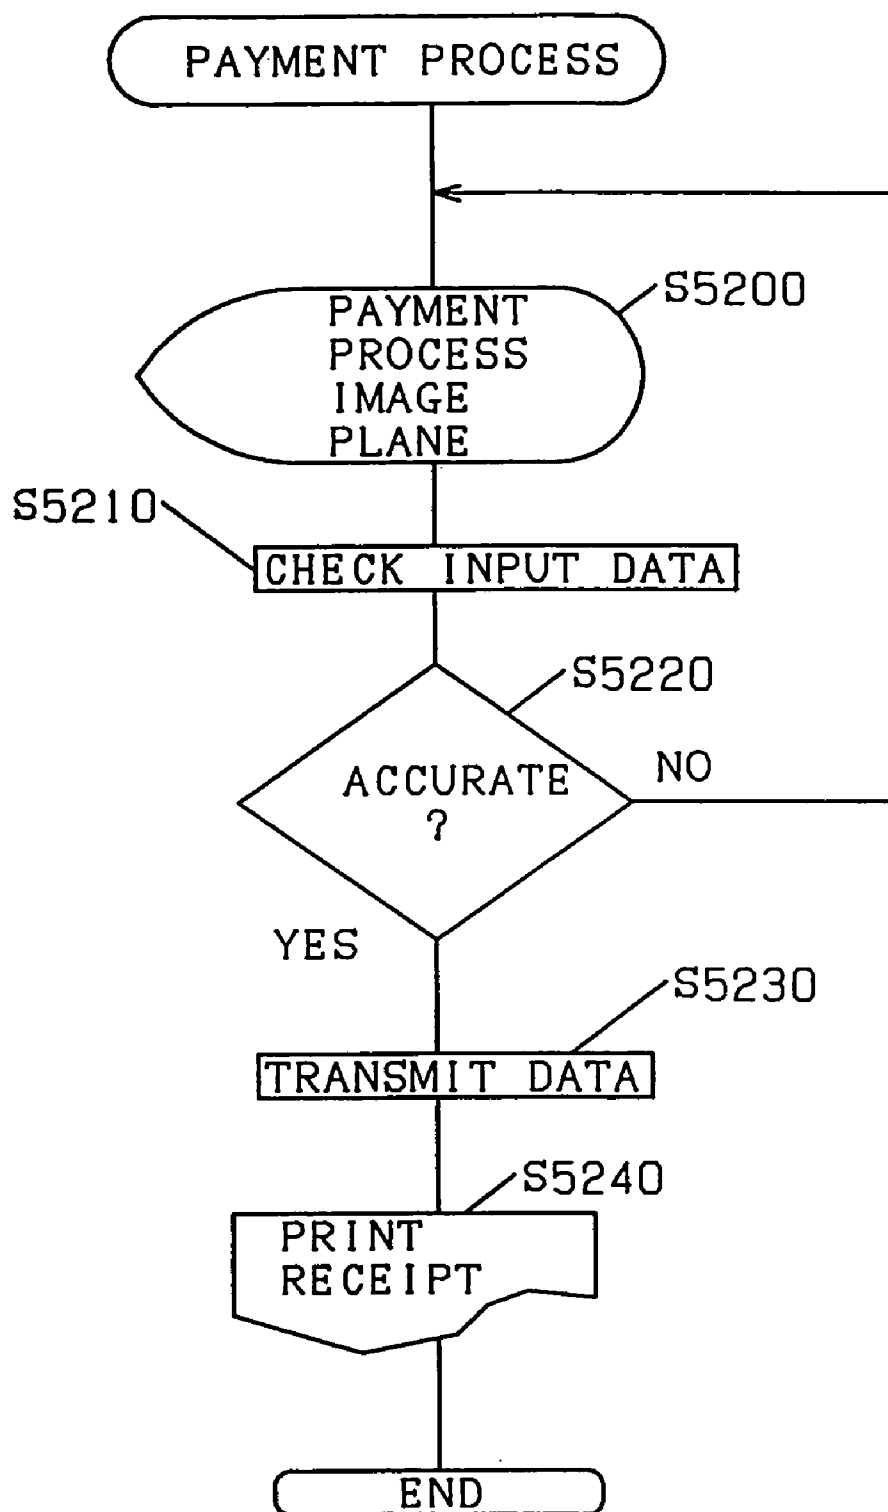 PAYMENT PROCESS
S5200
PAYMENT
PROCESS
IMAGE
PLANE
S5210
CHECK INPUT DATA
S5220
ACCURATE
?
NO
YES
S5230
TRANSMIT DATA
S5240
PRINT
RECEIPT
END